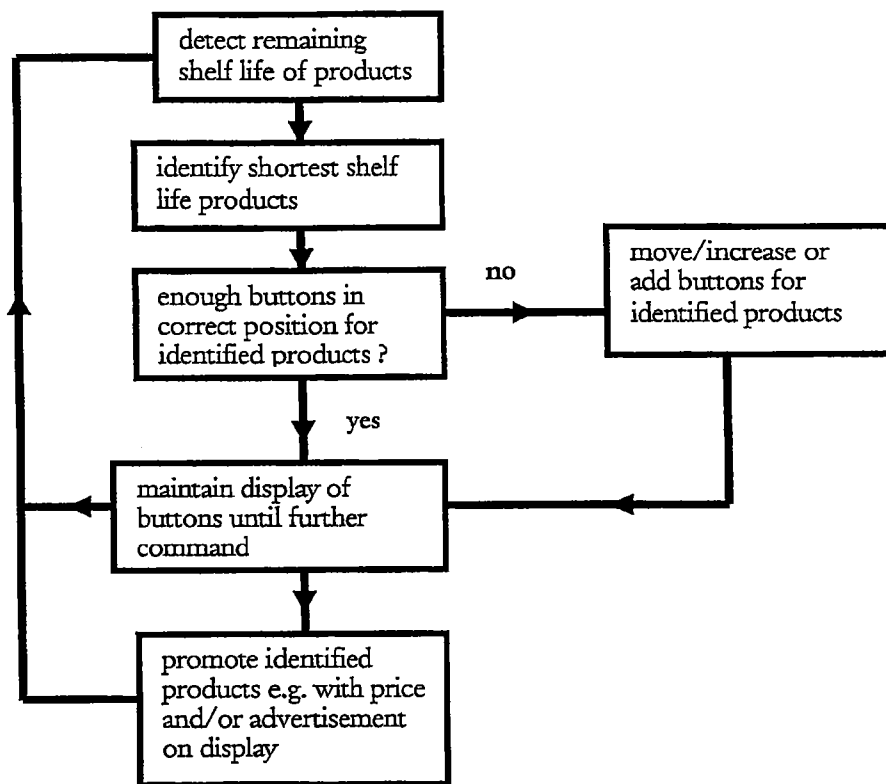 detect remaining
shelf life of products
identify shortest shelf
life products
enough buttons in
correct position for
identified products ?
no
move/increase or
add buttons for
identified products
yes
maintain display of
buttons until further
command
promote identified
products e.g. with price
and/or advertisement
on display